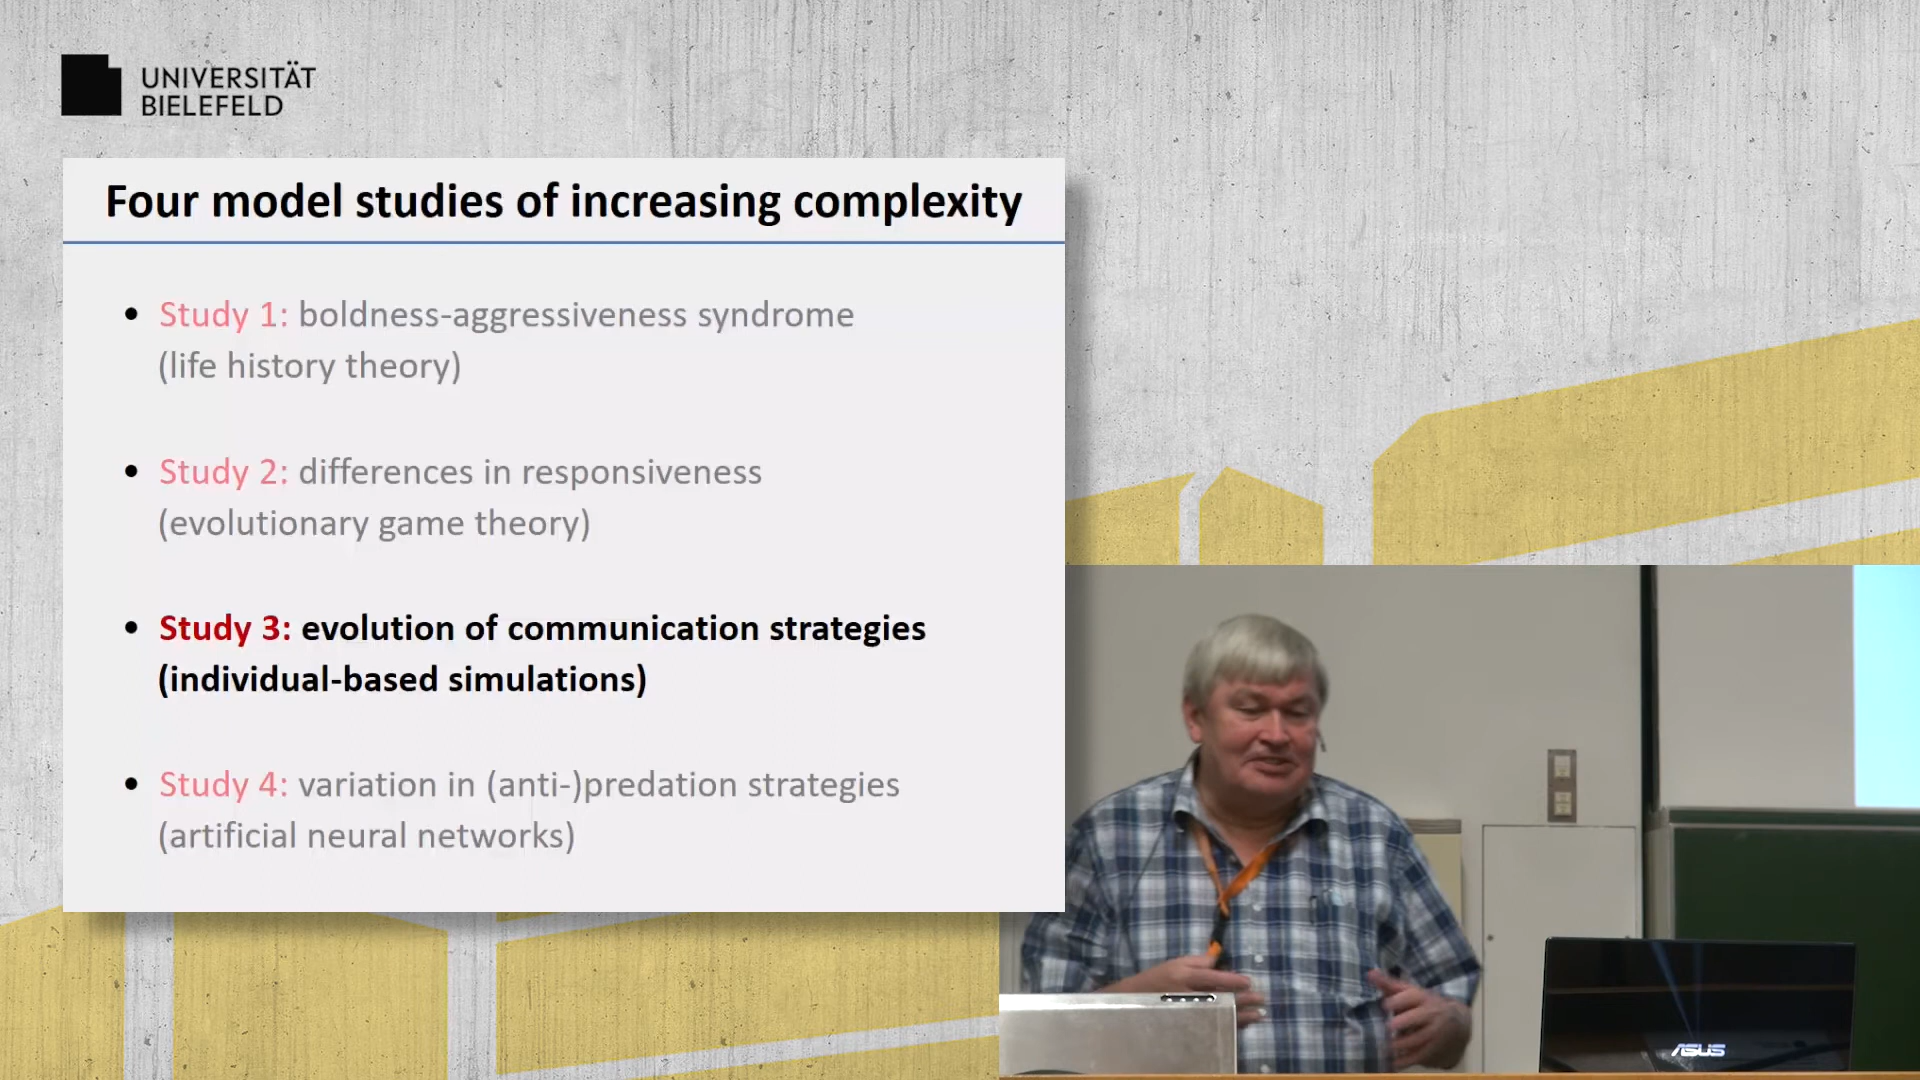 UNIVERSITÄT
BIELEFELD
Four model studies of increasing complexity
• Study 1: boldness-aggressiveness syndrome
(life history theory)
• Study 2: differences in responsiveness
(evolutionary game theory)
• Study 3: evolution of communication strategies
(individual-based simulations)
• Study 4: variation in (anti-)predation strategies
(artificial neural networks)
ASUS